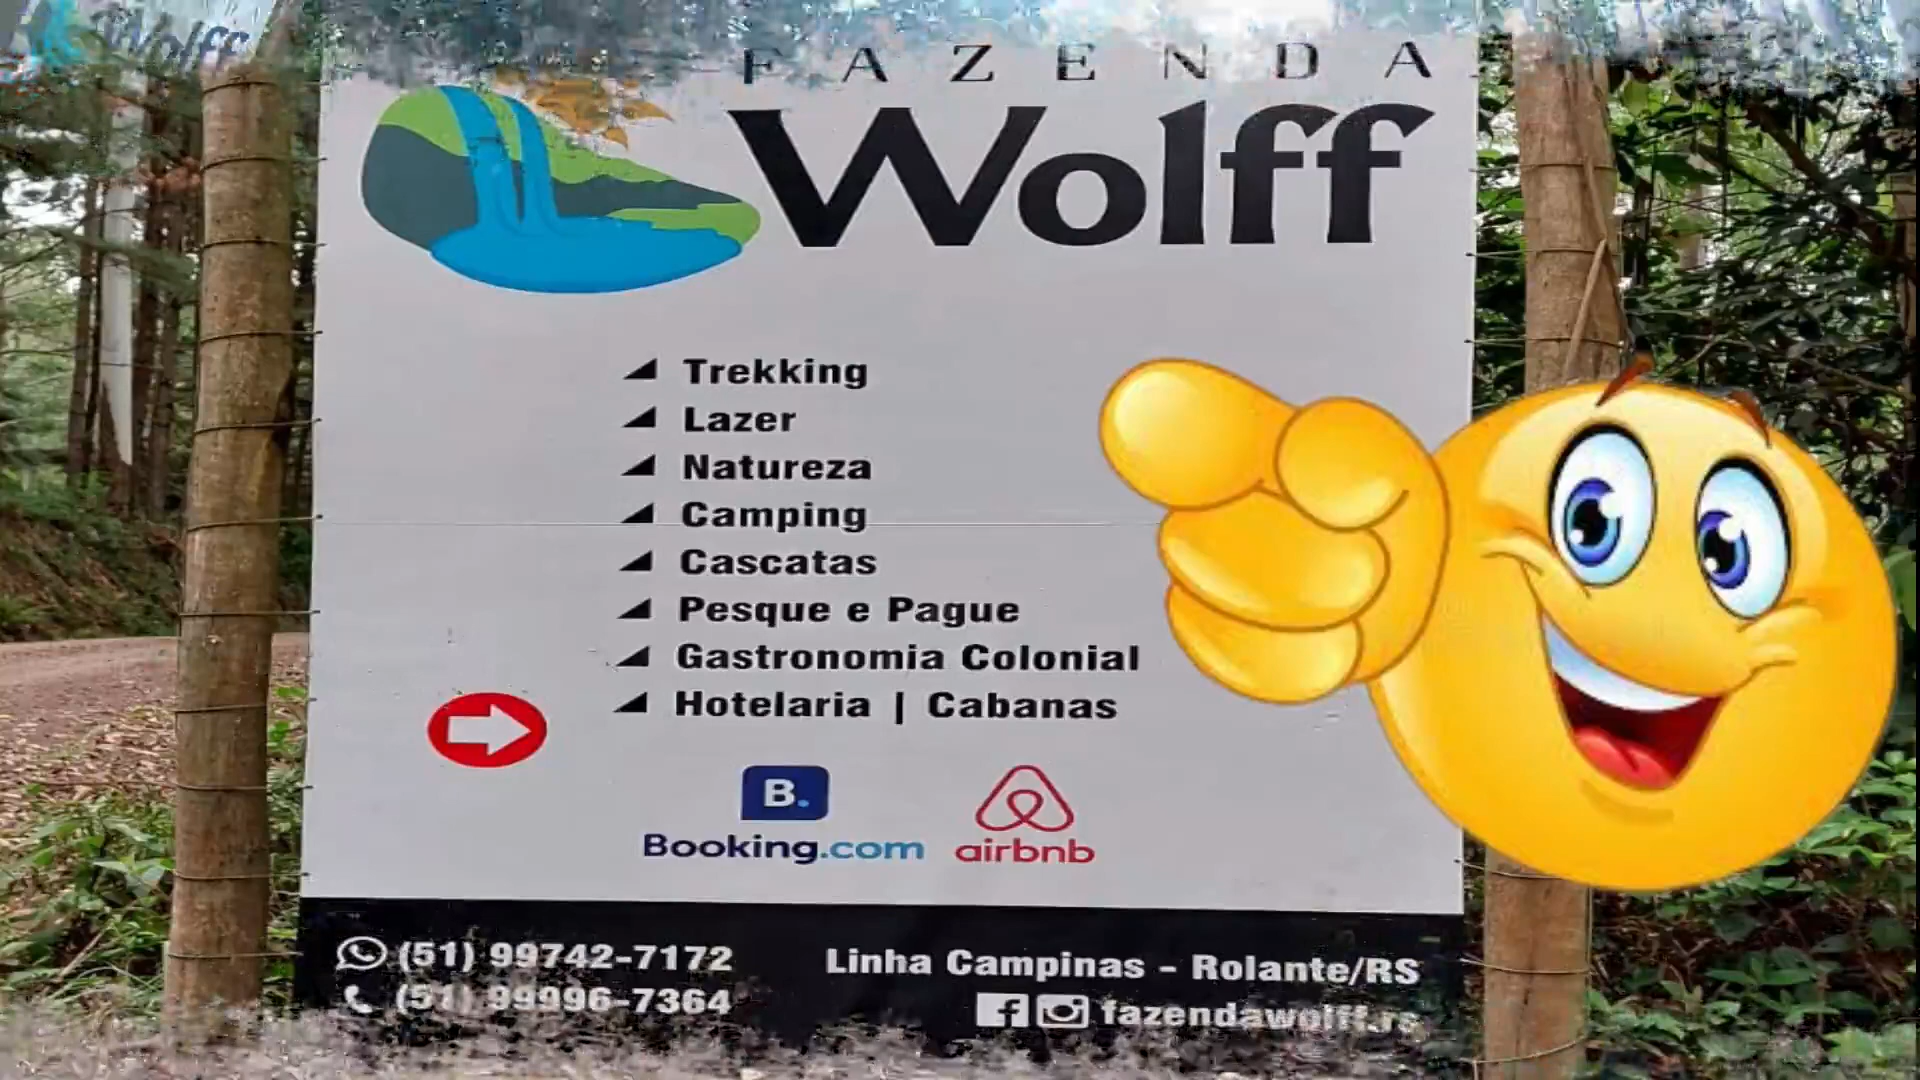 Wolff
FAZENDA
Wolff
Trekking
Lazer
Natureza
Camping
Cascatas
Pesque e Pague
Gastronomia Colonial
Hotelaria | Cabanas
B.
Booking.com
airbnb
(51) 99742-7172
(51) 99996-7364
Linha Campinas - Rolante/RS
fazendawolff.rs